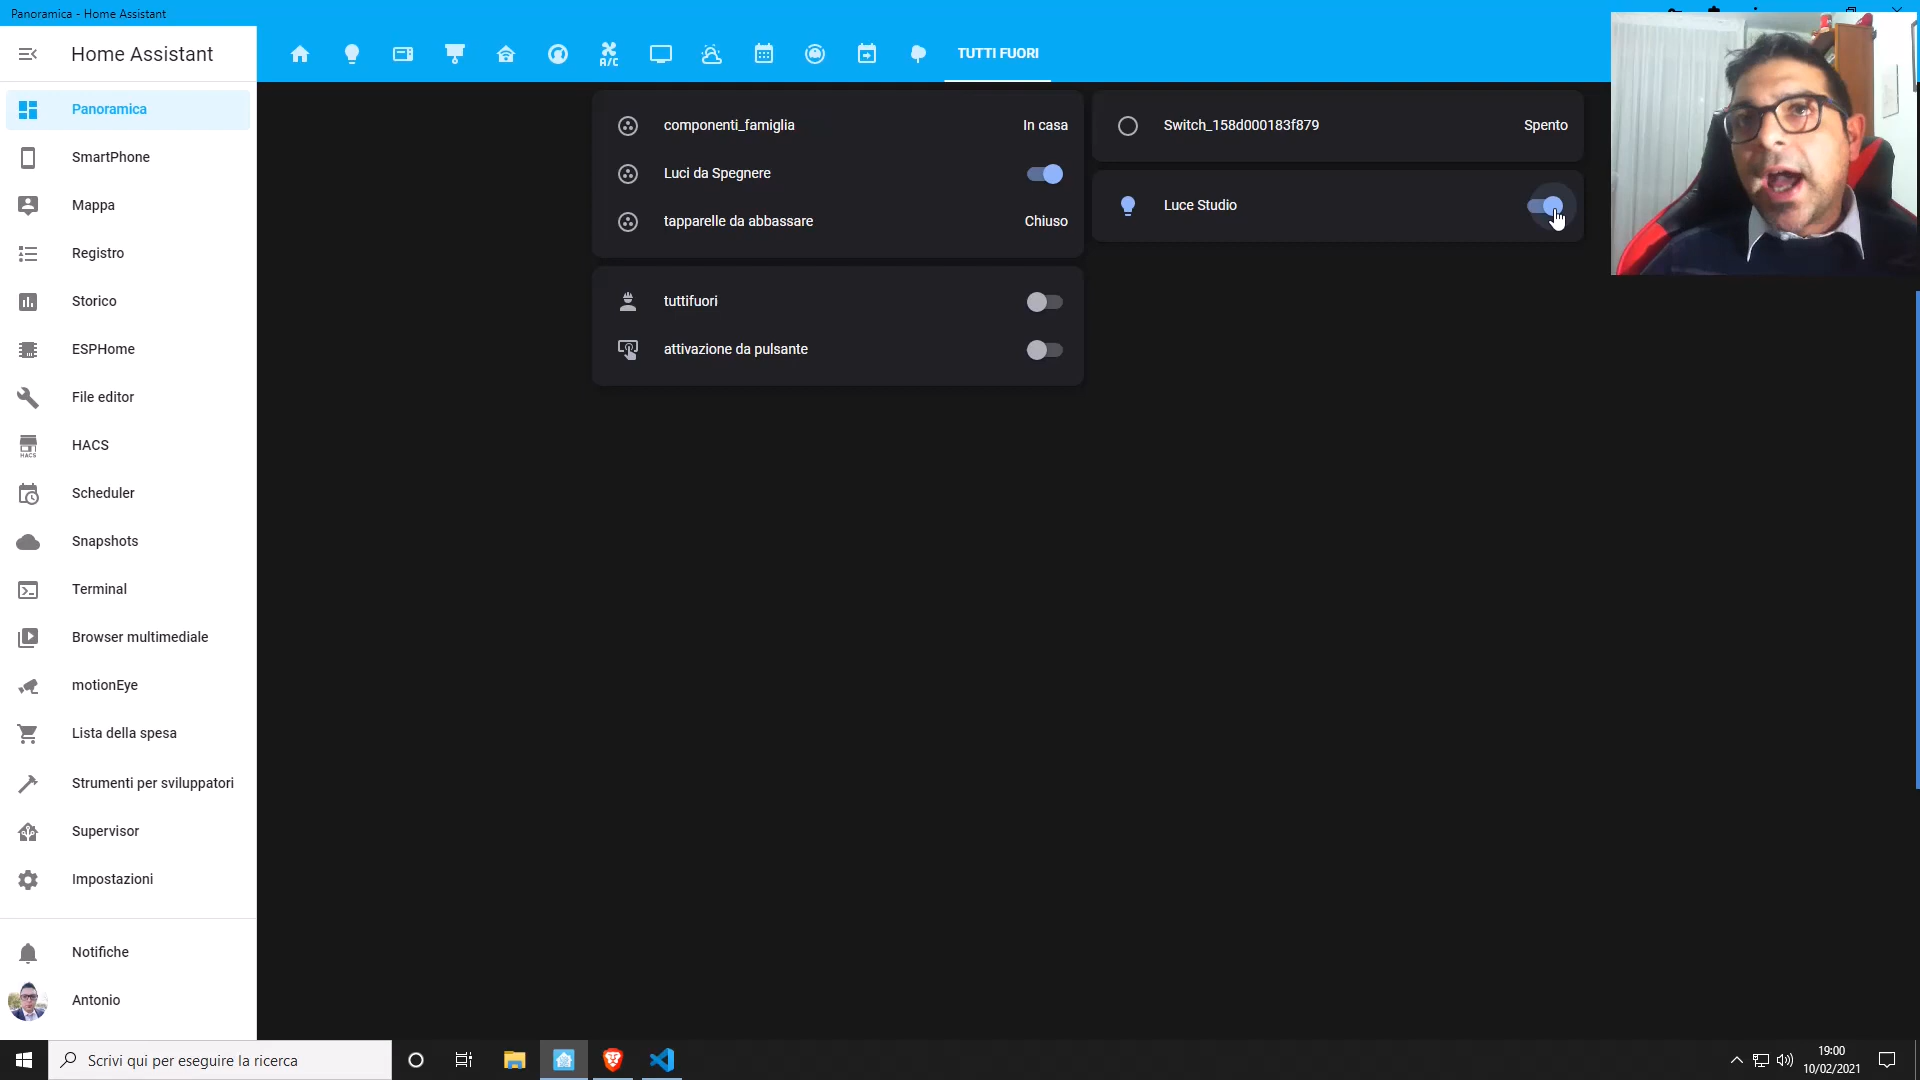 Panoramica - Home Assistant
Home Assistant
A/C
TUTTI FUORI
Panoramica
SmartPhone
Mappa
Registro
Storico
ESPHome
File editor
HACS
HACS
Scheduler
Snapshots
Terminal
Browser multimediale
motionEye
Lista della spesa
Strumenti per sviluppatori
Supervisor
Impostazioni
Notifiche
Antonio
componenti_famiglia In casa
Luci da Spegnere
tapparelle da abbassare Chiuso
tuttifuori
attivazione da pulsante
Switch_158d000183f879 Spento
Luce Studio
Scrivi qui per eseguire la ricerca
19:00
10/02/2021